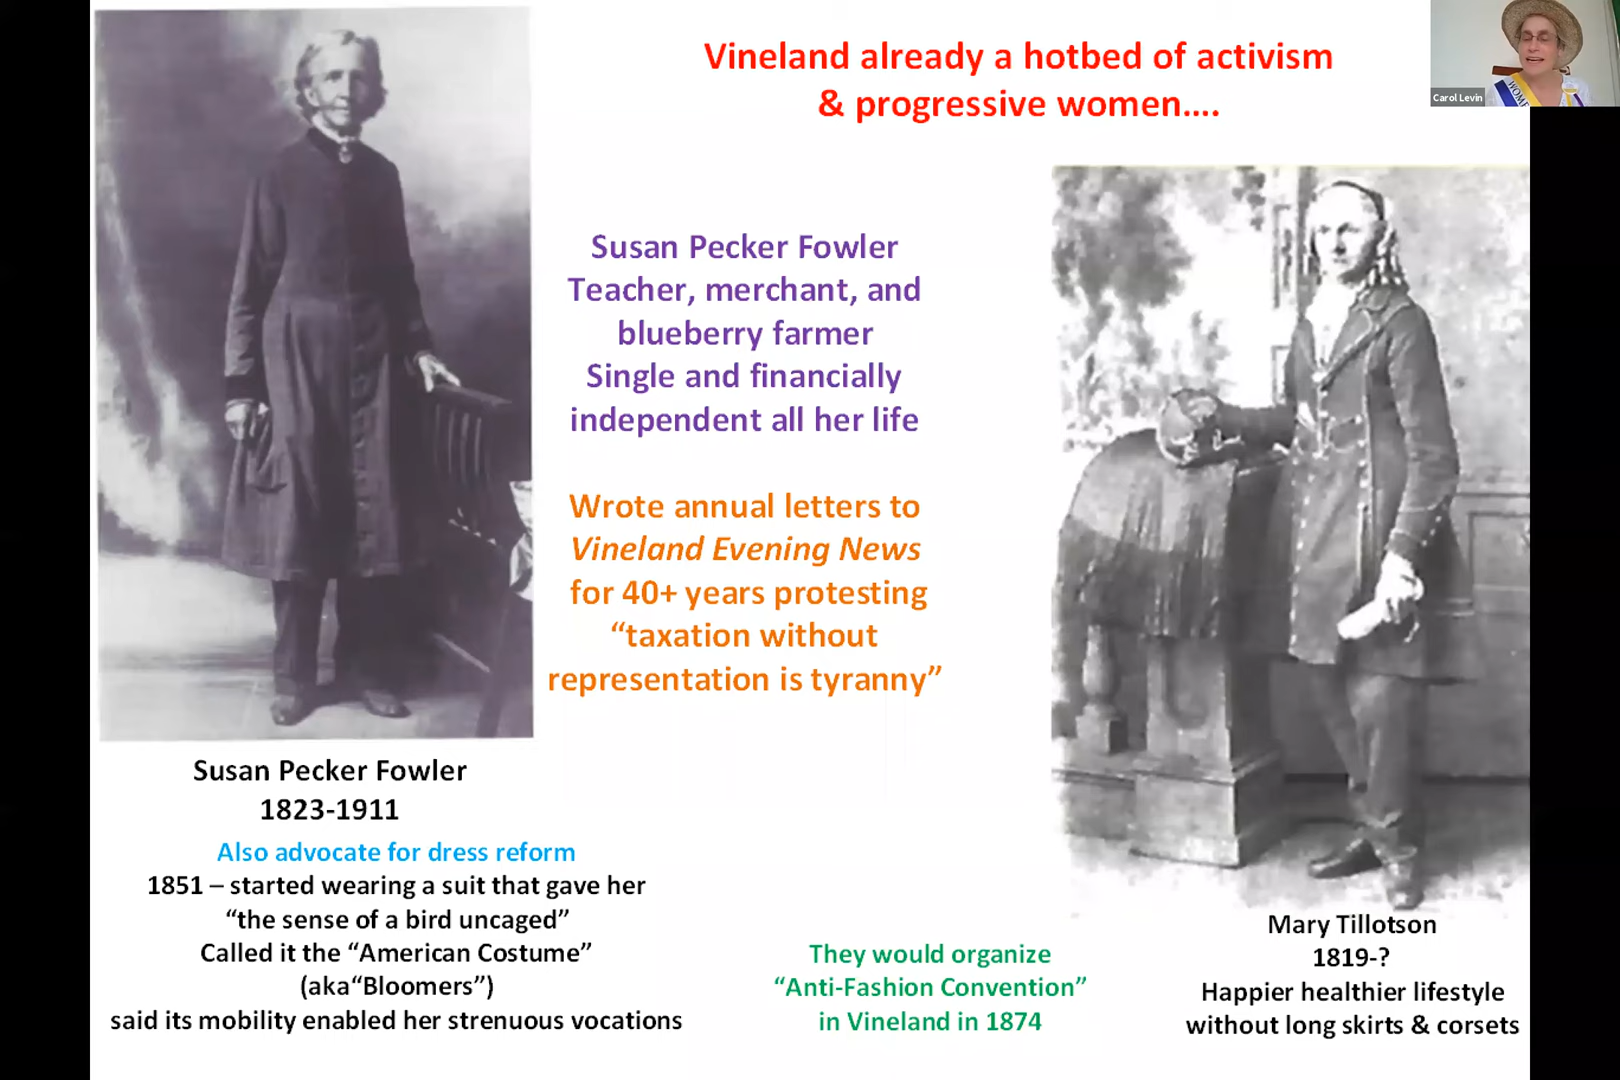 Vineland already a hotbed of activism
& progressive women....
Carol Levin
WOME
Susan Pecker Fowler
Teacher, merchant, and
blueberry farmer
Single and financially
independent all her life
Wrote annual letters to
Vineland Evening News
for 40+ years protesting
“taxation without
representation is tyranny”
Susan Pecker Fowler
1823-1911
Also advocate for dress reform
1851 – started wearing a suit that gave her
“the sense of a bird uncaged”
Called it the “American Costume”
(aka“Bloomers”)
said its mobility enabled her strenuous vocations
They would organize
“Anti-Fashion Convention”
in Vineland in 1874
Mary Tillotson
1819-?
Happier healthier lifestyle
without long skirts & corsets